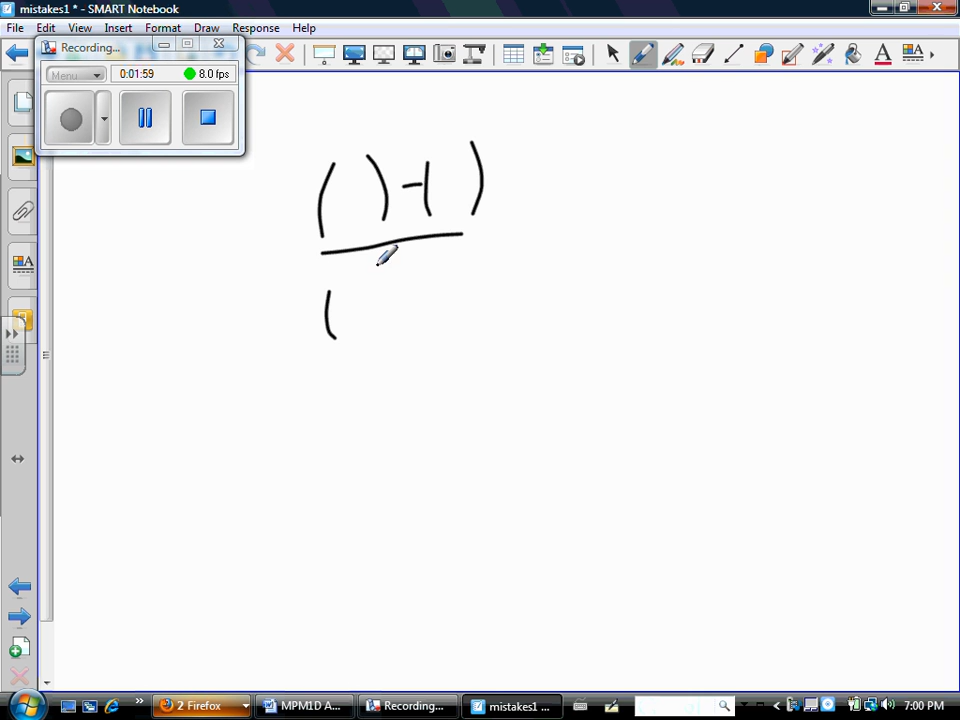 mistakes1 * - SMART Notebook
File Edit View Insert Format Draw Response Help
Recording...
Menu 0:01:59 8.0 fps
( ) - ( )
(
2 Firefox MPM1D A... Recording... mistakes1 ... 7:00 PM